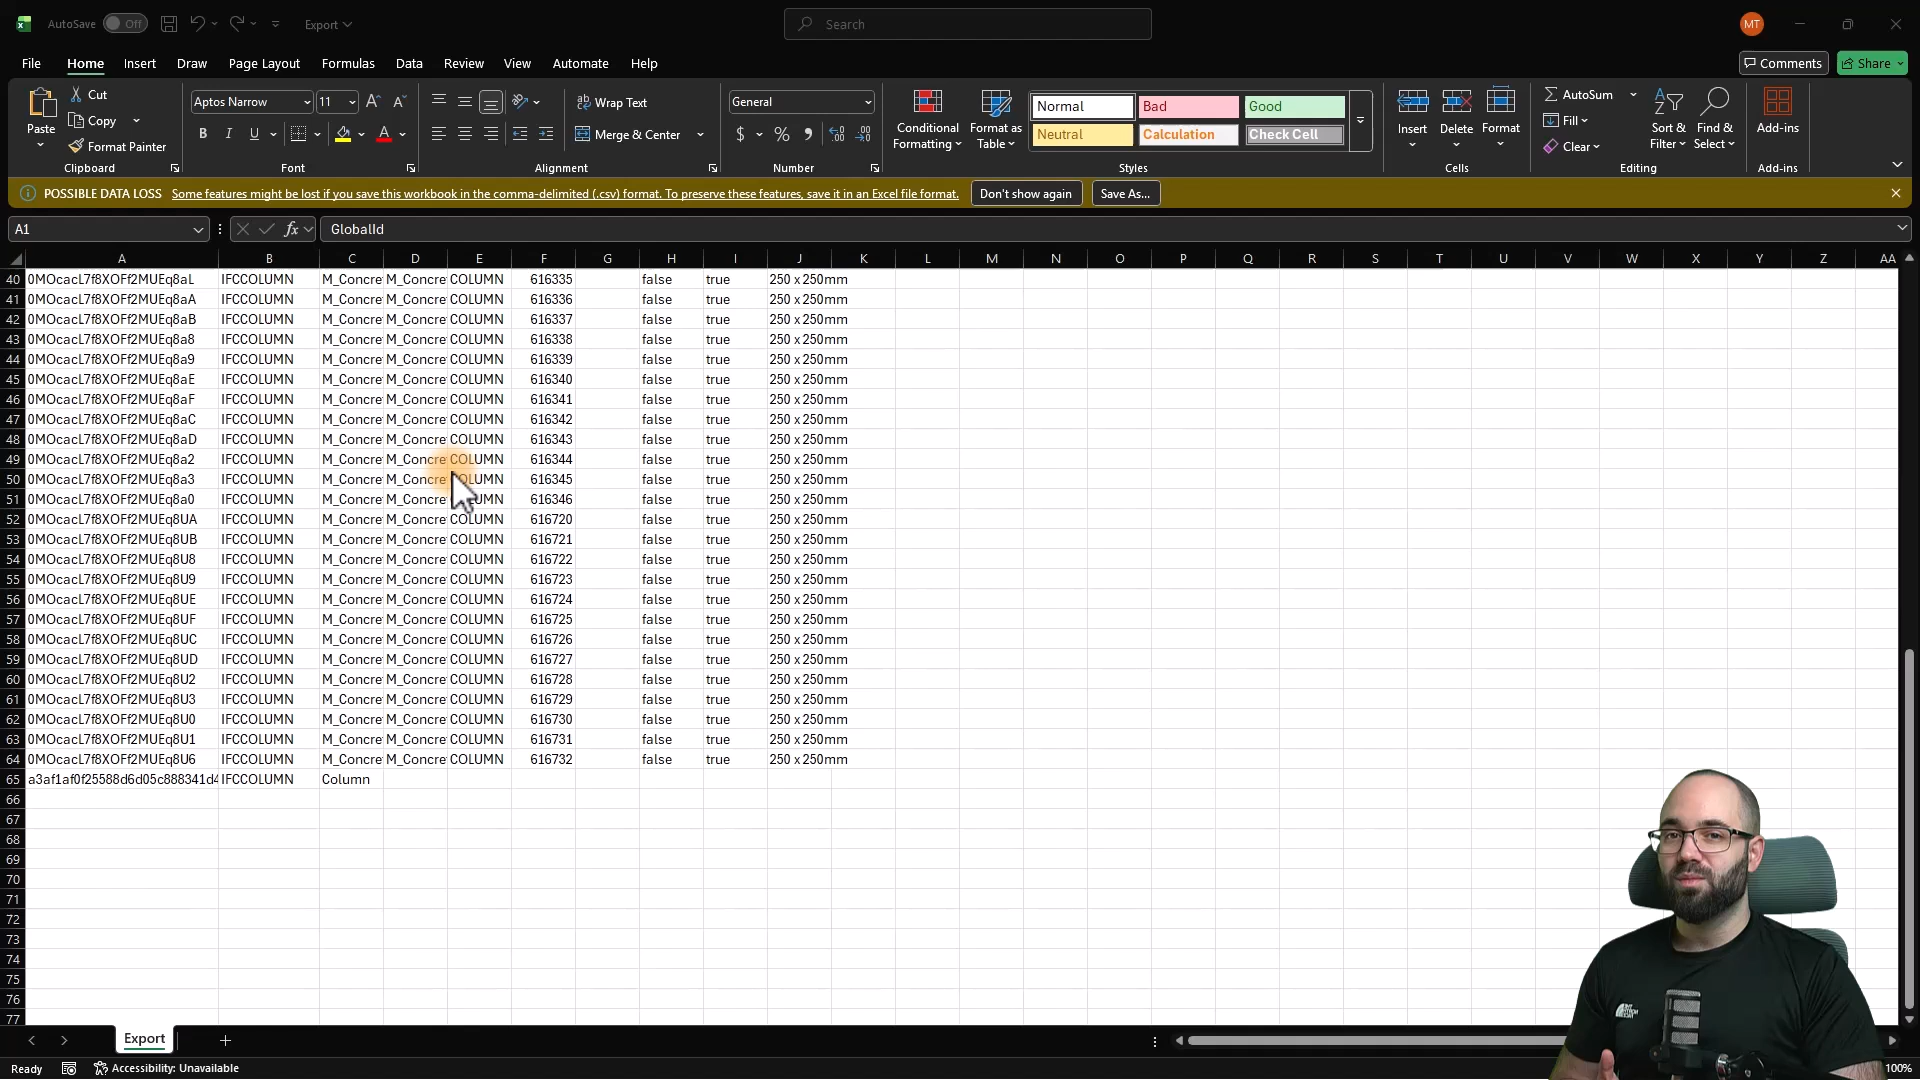 AutoSave Off Export Search MT
File Home Insert Draw Page Layout Formulas Data Review View Automate Help Comments Share
Paste Cut Copy Format Painter Clipboard
Aptos Narrow 11 B I U A Font
Wrap Text Merge & Center Alignment
General $ % Number
Conditional Formatting Format as Table Normal Bad Good Neutral Calculation Check Cell Styles
Insert Delete Format Cells
AutoSum Fill Clear Sort & Filter Find & Select Editing
Add-ins Add-ins
POSSIBLE DATA LOSS Some features might be lost if you save this workbook in the comma-delimited (.csv) format. To preserve these features, save it in an Excel file format. Don't show again Save As...
A1 fx GlobalId
A B C D E F G H I J K L M N O P Q R S T U V W X Y Z AA
40 0MOcacL7f8XOFf2MUEq8aL IFCCOLUMN M_Concre M_Concre COLUMN 616335 false true 250 x 250mm
41 0MOcacL7f8XOFf2MUEq8aA IFCCOLUMN M_Concre M_Concre COLUMN 616336 false true 250 x 250mm
42 0MOcacL7f8XOFf2MUEq8aB IFCCOLUMN M_Concre M_Concre COLUMN 616337 false true 250 x 250mm
43 0MOcacL7f8XOFf2MUEq8a8 IFCCOLUMN M_Concre M_Concre COLUMN 616338 false true 250 x 250mm
44 0MOcacL7f8XOFf2MUEq8a9 IFCCOLUMN M_Concre M_Concre COLUMN 616339 false true 250 x 250mm
45 0MOcacL7f8XOFf2MUEq8aE IFCCOLUMN M_Concre M_Concre COLUMN 616340 false true 250 x 250mm
46 0MOcacL7f8XOFf2MUEq8aF IFCCOLUMN M_Concre M_Concre COLUMN 616341 false true 250 x 250mm
47 0MOcacL7f8XOFf2MUEq8aC IFCCOLUMN M_Concre M_Concre COLUMN 616342 false true 250 x 250mm
48 0MOcacL7f8XOFf2MUEq8aD IFCCOLUMN M_Concre M_Concre COLUMN 616343 false true 250 x 250mm
49 0MOcacL7f8XOFf2MUEq8a2 IFCCOLUMN M_Concre M_Concre COLUMN 616344 false true 250 x 250mm
50 0MOcacL7f8XOFf2MUEq8a3 IFCCOLUMN M_Concre M_Concre COLUMN 616345 false true 250 x 250mm
51 0MOcacL7f8XOFf2MUEq8a0 IFCCOLUMN M_Concre M_Concre COLUMN 616346 false true 250 x 250mm
52 0MOcacL7f8XOFf2MUEq8UA IFCCOLUMN M_Concre M_Concre COLUMN 616720 false true 250 x 250mm
53 0MOcacL7f8XOFf2MUEq8UB IFCCOLUMN M_Concre M_Concre COLUMN 616721 false true 250 x 250mm
54 0MOcacL7f8XOFf2MUEq8U8 IFCCOLUMN M_Concre M_Concre COLUMN 616722 false true 250 x 250mm
55 0MOcacL7f8XOFf2MUEq8U9 IFCCOLUMN M_Concre M_Concre COLUMN 616723 false true 250 x 250mm
56 0MOcacL7f8XOFf2MUEq8UE IFCCOLUMN M_Concre M_Concre COLUMN 616724 false true 250 x 250mm
57 0MOcacL7f8XOFf2MUEq8UF IFCCOLUMN M_Concre M_Concre COLUMN 616725 false true 250 x 250mm
58 0MOcacL7f8XOFf2MUEq8UC IFCCOLUMN M_Concre M_Concre COLUMN 616726 false true 250 x 250mm
59 0MOcacL7f8XOFf2MUEq8UD IFCCOLUMN M_Concre M_Concre COLUMN 616727 false true 250 x 250mm
60 0MOcacL7f8XOFf2MUEq8U2 IFCCOLUMN M_Concre M_Concre COLUMN 616728 false true 250 x 250mm
61 0MOcacL7f8XOFf2MUEq8U3 IFCCOLUMN M_Concre M_Concre COLUMN 616729 false true 250 x 250mm
62 0MOcacL7f8XOFf2MUEq8U0 IFCCOLUMN M_Concre M_Concre COLUMN 616730 false true 250 x 250mm
63 0MOcacL7f8XOFf2MUEq8U1 IFCCOLUMN M_Concre M_Concre COLUMN 616731 false true 250 x 250mm
64 0MOcacL7f8XOFf2MUEq8U6 IFCCOLUMN M_Concre M_Concre COLUMN 616732 false true 250 x 250mm
65 a3af1af0f25588d6d05c888341d4 IFCCOLUMN Column
66
67
68
69
70
71
72
73
74
75
76
77
Export
Ready Accessibility: Unavailable 100%